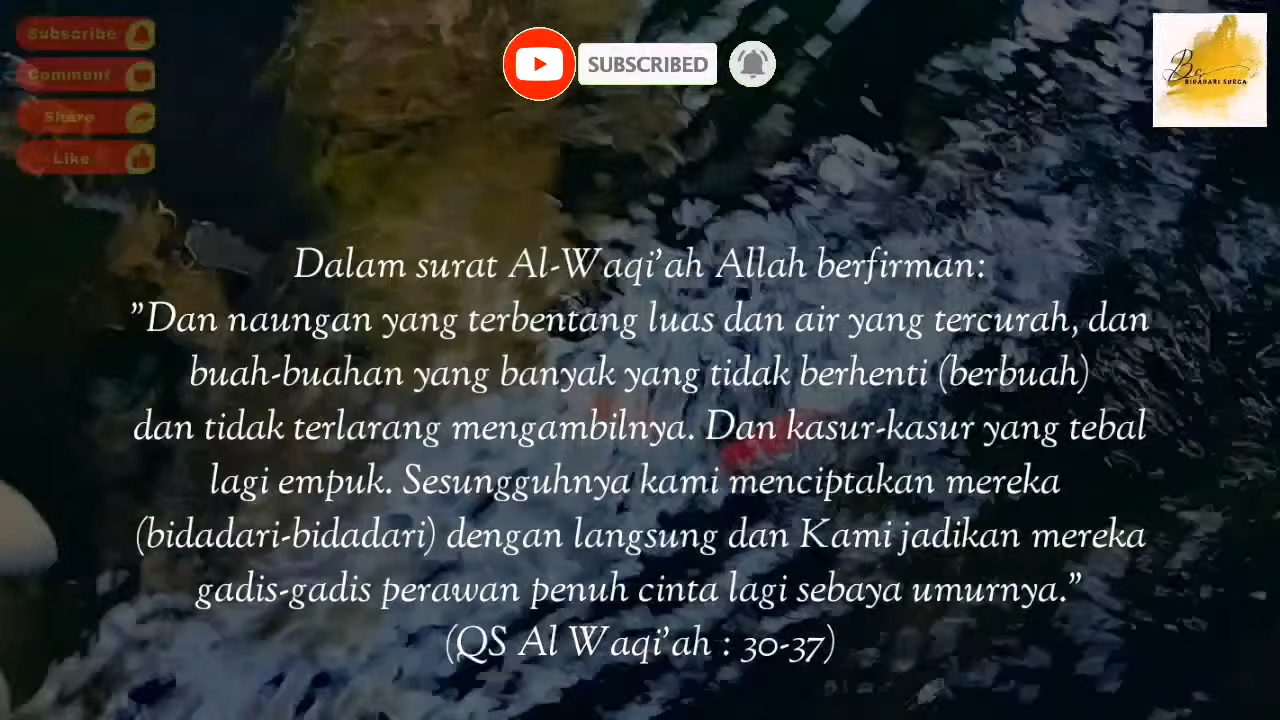 Subscribe
Comment
Share
Like
SUBSCRIBED
Bs
BIDADARI SURGA
Dalam surat Al-Waqi'ah Allah berfirman:
"Dan naungan yang terbentang luas dan air yang tercurah, dan
buah-buahan yang banyak yang tidak berhenti (berbuah)
dan tidak terlarang mengambilnya. Dan kasur-kasur yang tebal
lagi empuk. Sesungguhnya kami menciptakan mereka
(bidadari-bidadari) dengan langsung dan Kami jadikan mereka
gadis-gadis perawan penuh cinta lagi sebaya umurnya."
(QS Al Waqi'ah : 30-37)